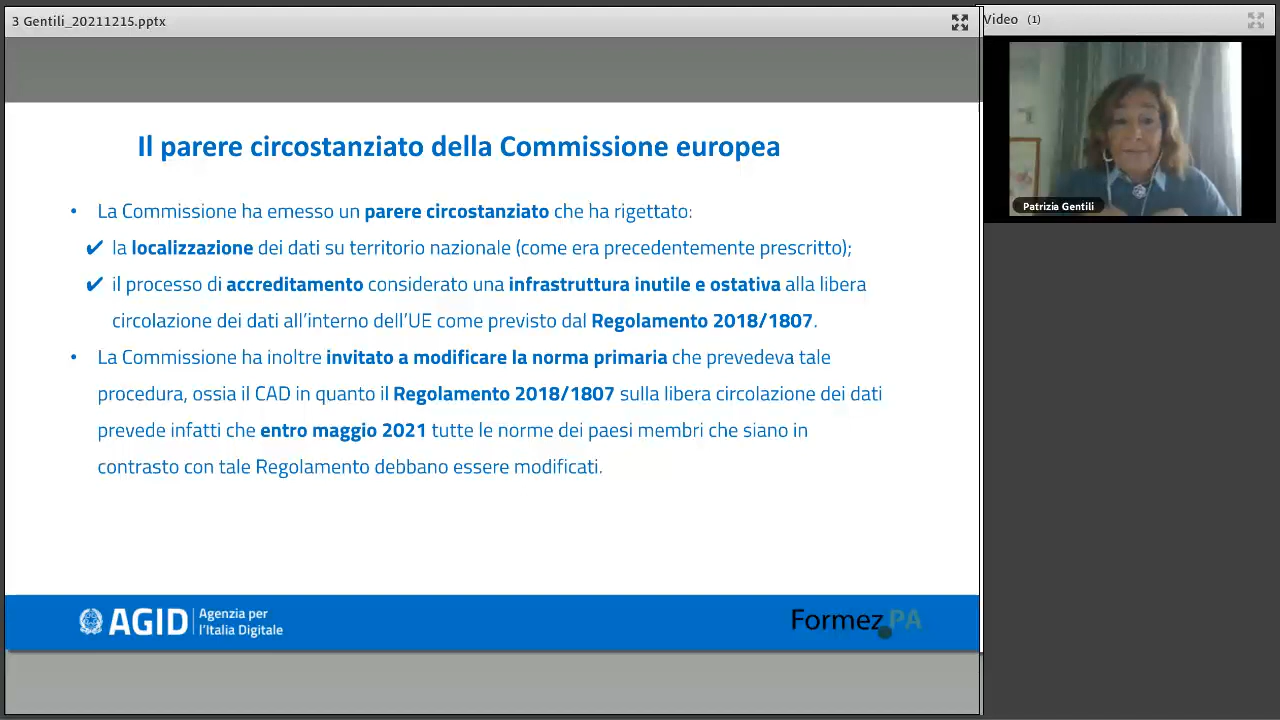 3 Gentili_20211215.pptx
Video (1)
Patrizia Gentili
Il parere circostanziato della Commissione europea
• La Commissione ha emesso un parere circostanziato che ha rigettato:
✔ la localizzazione dei dati su territorio nazionale (come era precedentemente prescritto);
✔ il processo di accreditamento considerato una infrastruttura inutile e ostativa alla libera
circolazione dei dati all’interno dell’UE come previsto dal Regolamento 2018/1807.
• La Commissione ha inoltre invitato a modificare la norma primaria che prevedeva tale
procedura, ossia il CAD in quanto il Regolamento 2018/1807 sulla libera circolazione dei dati
prevede infatti che entro maggio 2021 tutte le norme dei paesi membri che siano in
contrasto con tale Regolamento debbano essere modificati.
AGID
Agenzia per
l’Italia Digitale
Formez PA